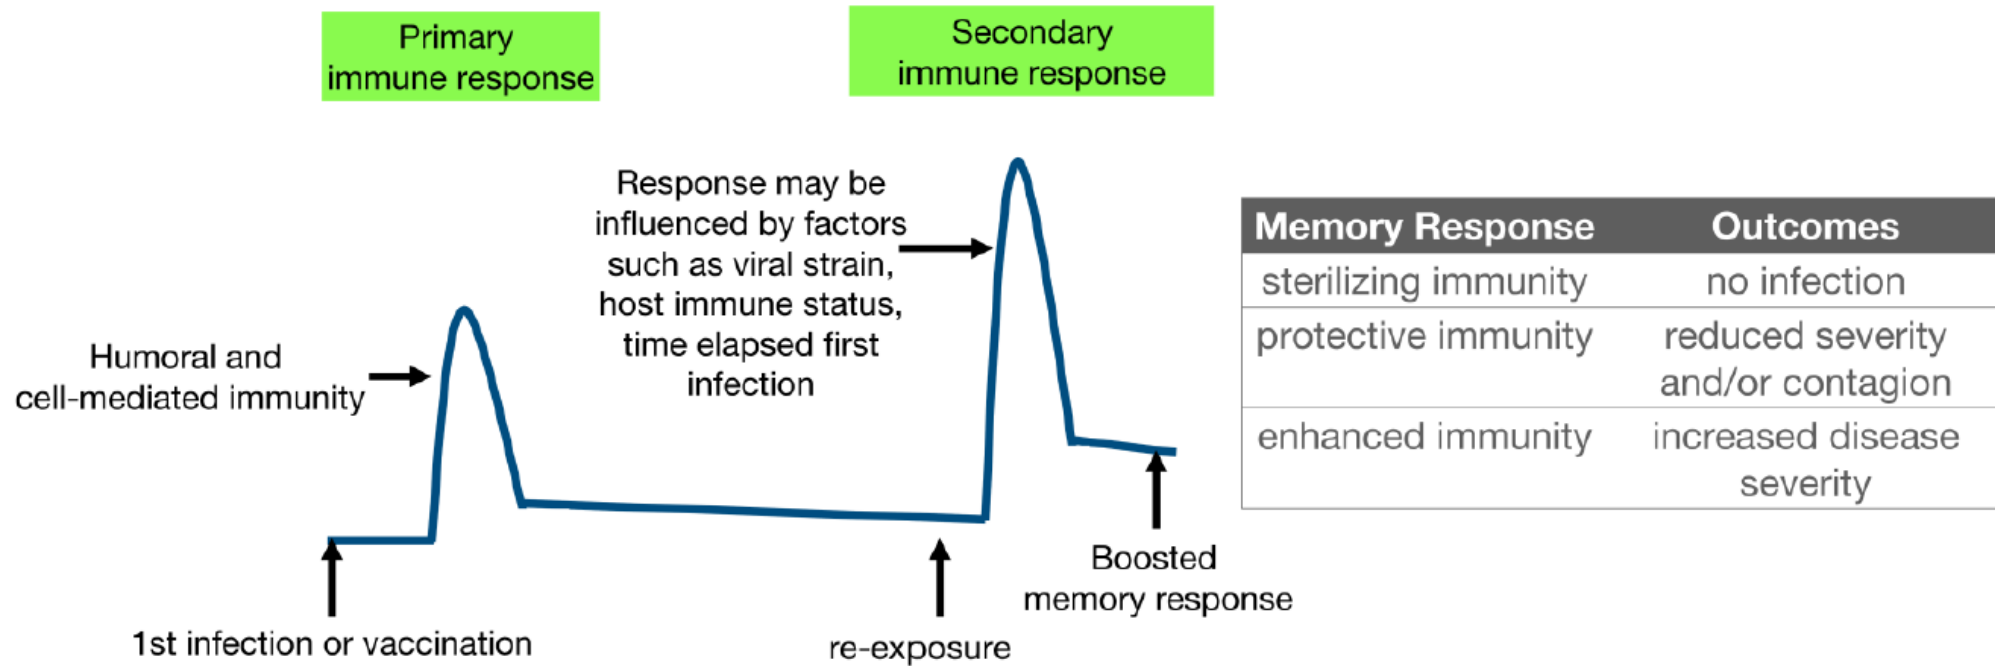 Primary
immune response
Secondary
immune response
Response may be
influenced by factors
such as viral strain,
host immune status,
time elapsed first
infection
Humoral and
cell-mediated immunity
1st infection or vaccination
re-exposure
Boosted
memory response
Memory Response Outcomes
sterilizing immunity no infection
protective immunity reduced severity
and/or contagion
enhanced immunity increased disease
severity